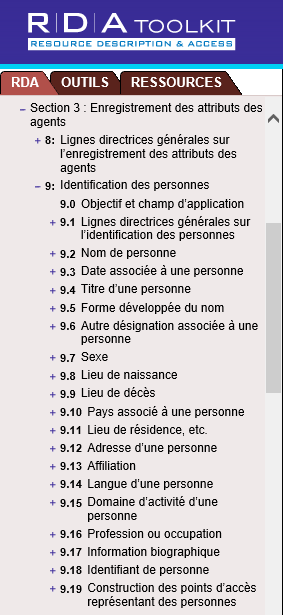 RDA TOOLKIT
RESOURCE DESCRIPTION & ACCESS
RDA OUTILS RESSOURCES
– Section 3 : Enregistrement des attributs des
agents
+ 8: Lignes directrices générales sur
l’enregistrement des attributs des
agents
– 9: Identification des personnes
9.0 Objectif et champ d’application
+ 9.1 Lignes directrices générales sur
l’identification des personnes
+ 9.2 Nom de personne
+ 9.3 Date associée à une personne
+ 9.4 Titre d’une personne
+ 9.5 Forme développée du nom
+ 9.6 Autre désignation associée à une
personne
+ 9.7 Sexe
+ 9.8 Lieu de naissance
+ 9.9 Lieu de décès
+ 9.10 Pays associé à une personne
+ 9.11 Lieu de résidence, etc.
+ 9.12 Adresse d’une personne
+ 9.13 Affiliation
+ 9.14 Langue d’une personne
+ 9.15 Domaine d’activité d’une
personne
+ 9.16 Profession ou occupation
+ 9.17 Information biographique
+ 9.18 Identifiant de personne
+ 9.19 Construction des points d’accès
représentant des personnes